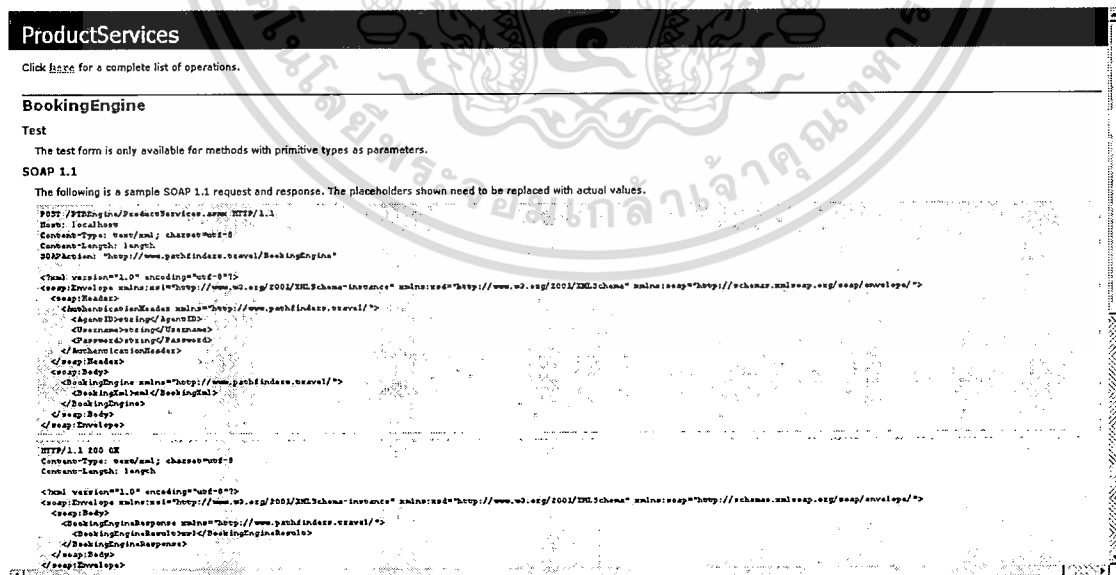 ProductServices
Click here for a complete list of operations.
BookingEngine
Test
The test form is only available for methods with primitive types as parameters.
SOAP 1.1
The following is a sample SOAP 1.1 request and response. The placeholders shown need to be replaced with actual values.
POST /PTDEngine/ProductServices.asmx HTTP/1.1
Host: localhost
Content-Type: text/xml; charset=utf-8
Content-Length: length
SOAPAction: "http://www.pathfinders.travel/BookingEngine"
<?xml version="1.0" encoding="utf-8"?>
<soap:Envelope xmlns:xsi="http://www.w3.org/2001/XMLSchema-instance" xmlns:xsd="http://www.w3.org/2001/XMLSchema" xmlns:soap="http://schemas.xmlsoap.org/soap/envelope/">
<soap:Header>
<AuthenticationHeader xmlns="http://www.pathfinders.travel/">
<AgentID>string</AgentID>
<Username>string</Username>
<Password>string</Password>
</AuthenticationHeader>
</soap:Header>
<soap:Body>
<BookingEngine xmlns="http://www.pathfinders.travel/">
<BookingXml>xml</BookingXml>
</BookingEngine>
</soap:Body>
</soap:Envelope>
HTTP/1.1 200 OK
Content-Type: text/xml; charset=utf-8
Content-Length: length
<?xml version="1.0" encoding="utf-8"?>
<soap:Envelope xmlns:xsi="http://www.w3.org/2001/XMLSchema-instance" xmlns:xsd="http://www.w3.org/2001/XMLSchema" xmlns:soap="http://schemas.xmlsoap.org/soap/envelope/">
<soap:Body>
<BookingEngineResponse xmlns="http://www.pathfinders.travel/">
<BookingEngineResult>xml</BookingEngineResult>
</BookingEngineResponse>
</soap:Body>
</soap:Envelope>